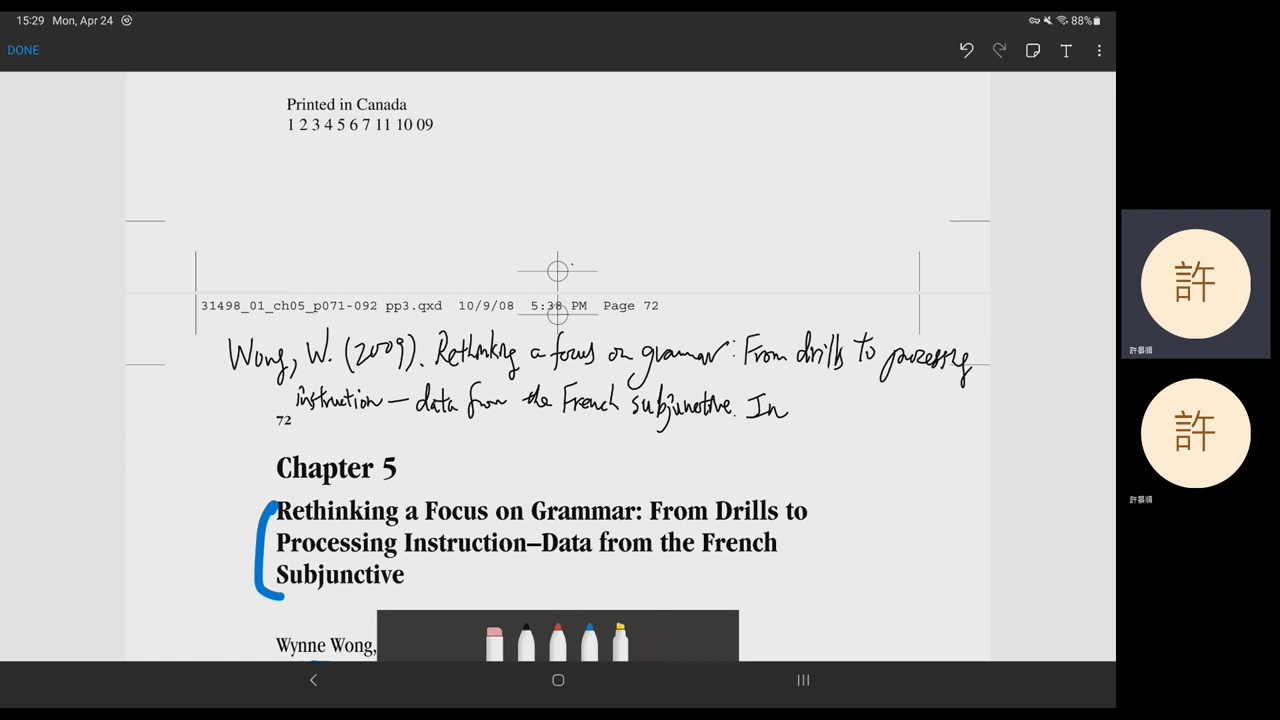 15:29 Mon, Apr 24
88%
DONE
T
Printed in Canada
1 2 3 4 5 6 7 11 10 09
31498_01_ch05_p071-092 pp3.qxd 10/9/08 5:38 PM Page 72
Wong, W. (2009). Rethinking a focus on grammar: From drills to processing
instruction – data from the French subjunctive. In
72
Chapter 5
Rethinking a Focus on Grammar: From Drills to
Processing Instruction–Data from the French
Subjunctive
Wynne Wong,
許
許景順
許
許景順